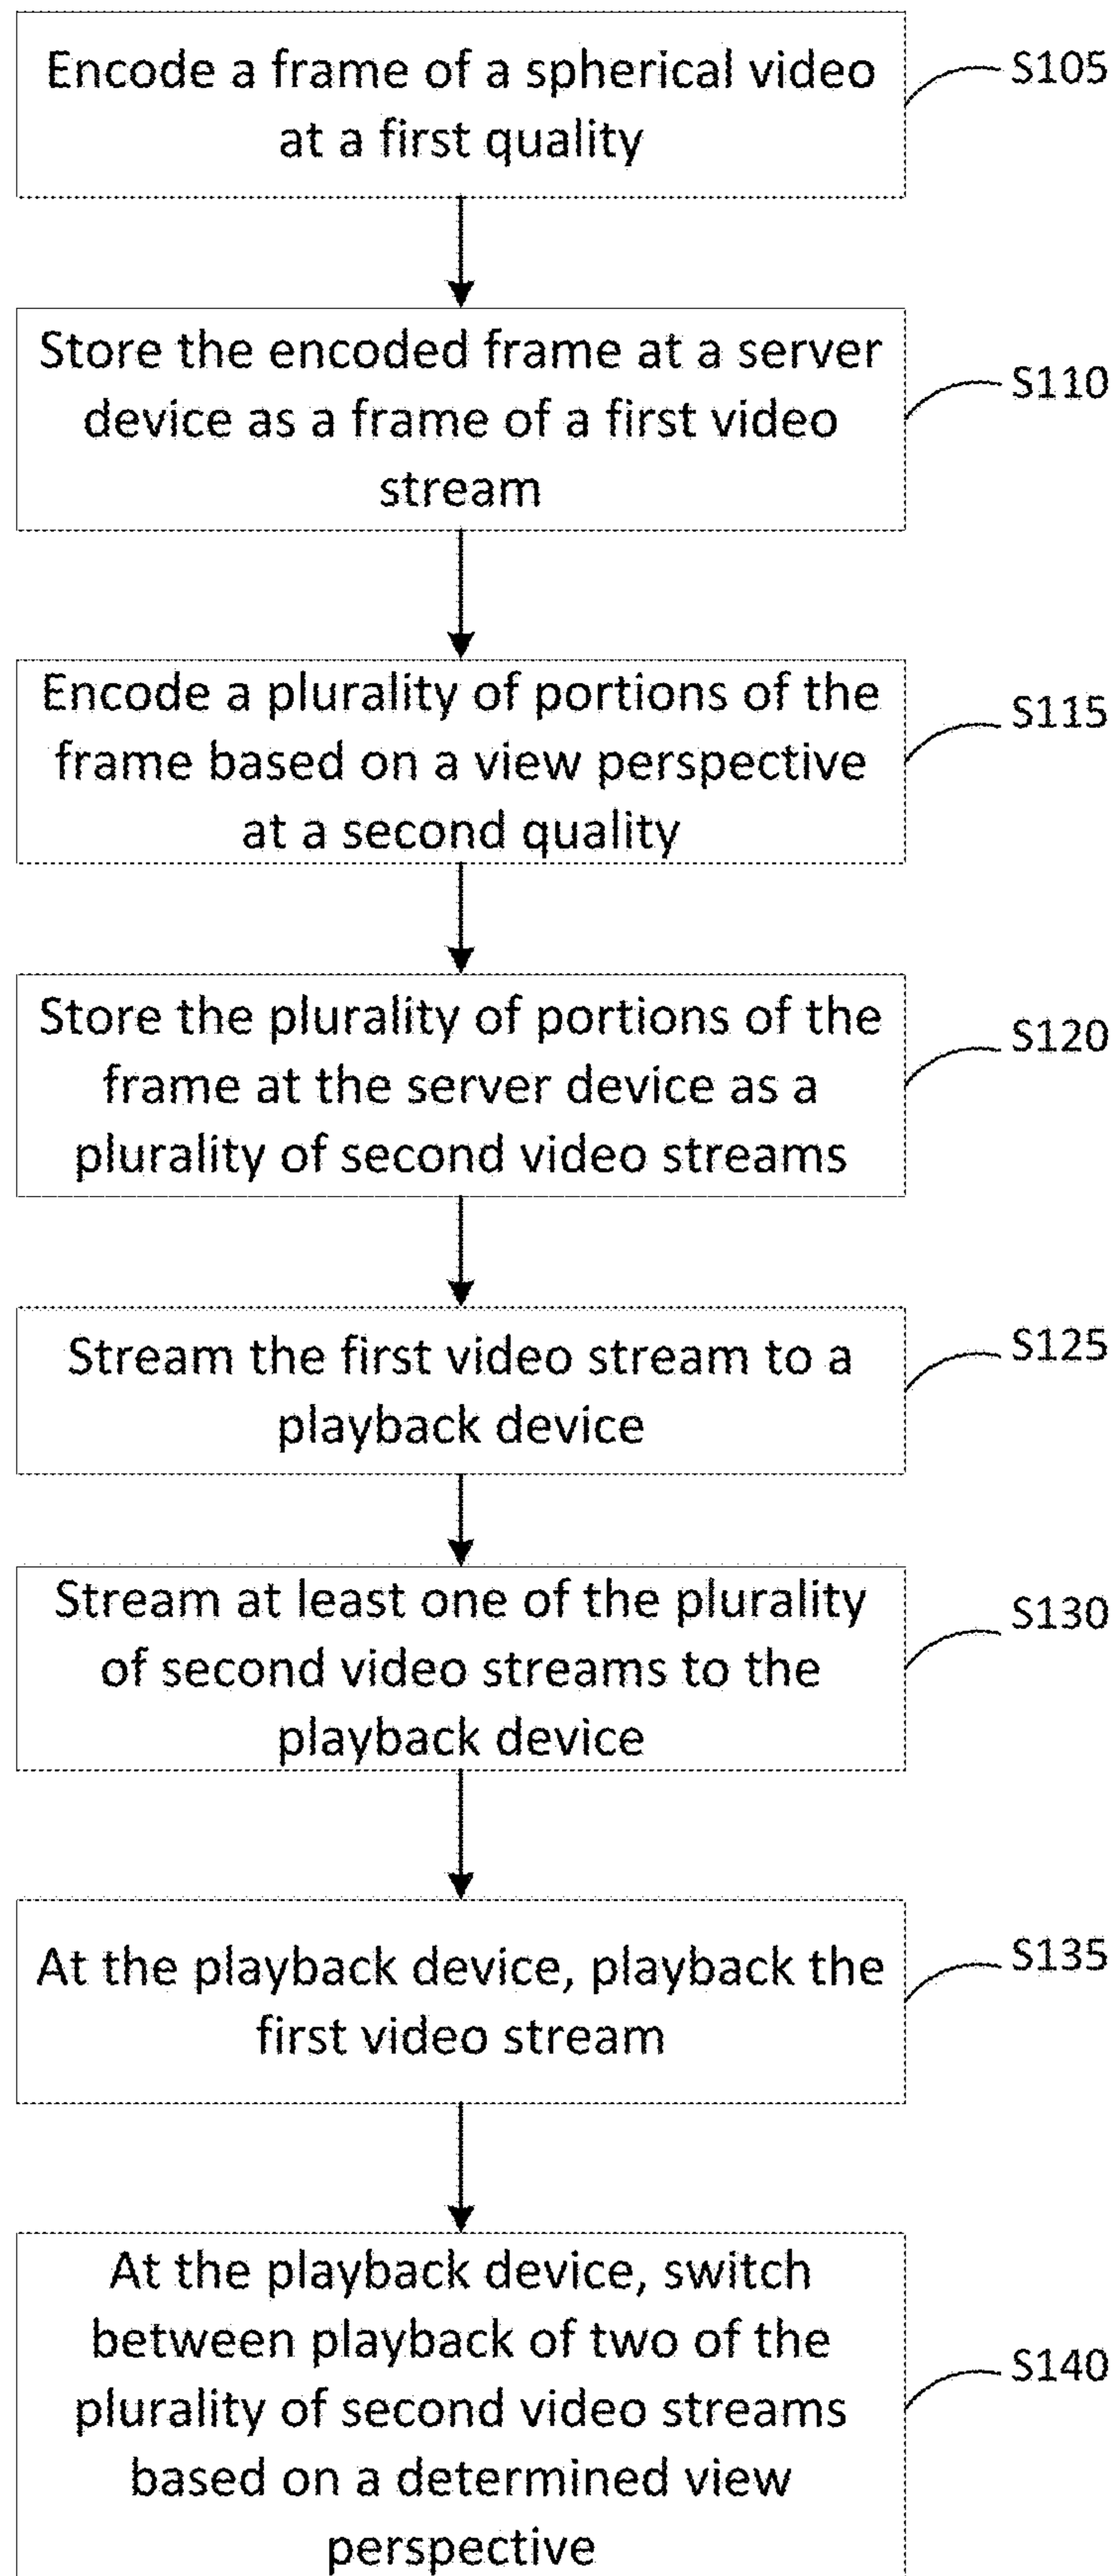 Encode a frame of a spherical video
at a first quality
S105
Store the encoded frame at a server
device as a frame of a first video
stream
S110
Encode a plurality of portions of the
frame based on a view perspective
at a second quality
S115
Store the plurality of portions of the
frame at the server device as a
plurality of second video streams
S120
Stream the first video stream to a
playback device
S125
Stream at least one of the plurality
of second video streams to the
playback device
S130
At the playback device, playback the
first video stream
S135
At the playback device, switch
between playback of two of the
plurality of second video streams
based on a determined view
perspective
S140